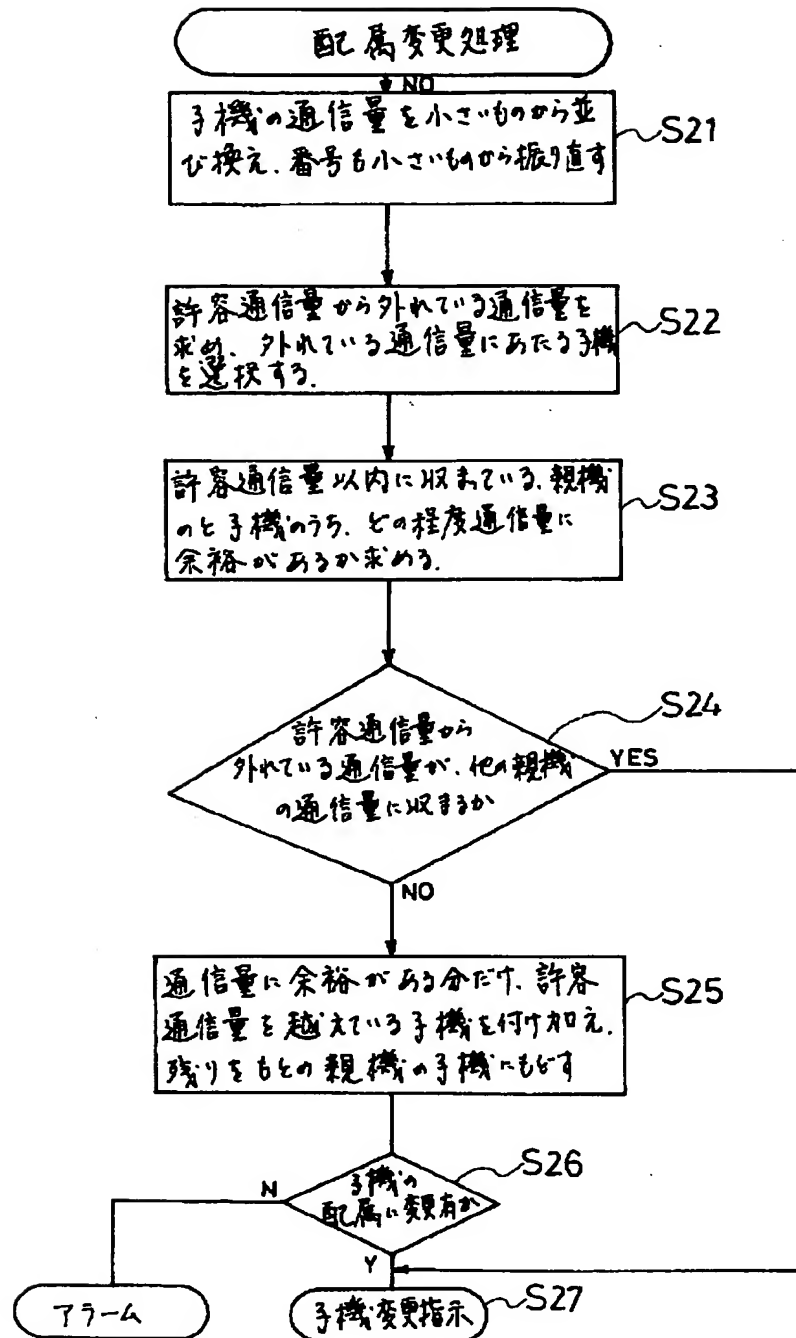 配属変更処理
NO
子機の通信量を小さいものから並
び換え、番号も小さいものから振り直す
S21
許容通信量から外れている通信量を
求め、外れている通信量にあたる子機
を選択する.
S22
許容通信量以内に収まっている、親機
のと子機のうち、どの程度通信量に
余裕があるか求める.
S23
許容通信量から
外れている通信量が、他の親機
の通信量に収まるか
S24
YES
NO
通信量に余裕がある分だけ、許容
通信量を越えている子機を付け加え、
残りをもとの親機の子機にもどす
S25
子機の
配属に変更有か
S26
N
Y
アラーム
子機変更指示
S27